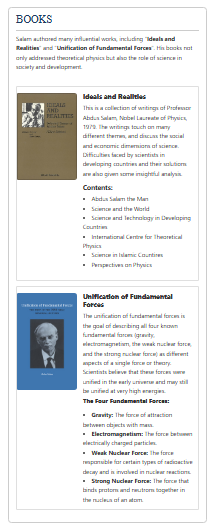 BOOKS
Salam authored many influential works, including "Ideals and
Realities" and "Unification of Fundamental Forces". His books not
only addressed theoretical physics but also the role of science in
society and development.
IDEALS
AND
REALITIES
Ideals and Realities
This is a collection of writings of Professor
Abdus Salam, Nobel Laureate of Physics,
1979. The writings touch on many
different themes, and discuss the social
and economic dimensions of science.
Difficulties faced by scientists in
developing countries and their solutions
are also given some insightful analysis.
Contents:
• Abdus Salam the Man
• Science and the World
• Science and Technology in Developing
Countries
• International Centre for Theoretical
Physics
• Science in Islamic Countries
• Perspectives on Physics
Unification of Fundamental Forces
Unification of Fundamental
Forces
The unification of fundamental forces is
the goal of describing all four known
fundamental forces (gravity,
electromagnetism, the weak nuclear force,
and the strong nuclear force) as different
aspects of a single force or theory.
Scientists believe that these forces were
unified in the early universe and may still
be unified at very high energies.
The Four Fundamental Forces:
• Gravity: The force of attraction
between objects with mass.
• Electromagnetism: The force between
electrically charged particles.
• Weak Nuclear Force: The force
responsible for certain types of radioactive
decay and is involved in nuclear reactions.
• Strong Nuclear Force: The force that
binds protons and neutrons together in
the nucleus of an atom.